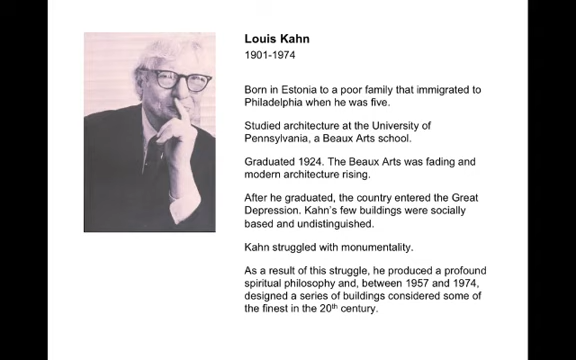 Louis Kahn
1901-1974
Born in Estonia to a poor family that immigrated to
Philadelphia when he was five.
Studied architecture at the University of
Pennsylvania, a Beaux Arts school.
Graduated 1924. The Beaux Arts was fading and
modern architecture rising.
After he graduated, the country entered the Great
Depression. Kahn's few buildings were socially
based and undistinguished.
Kahn struggled with monumentality.
As a result of this struggle, he produced a profound
spiritual philosophy and, between 1957 and 1974,
designed a series of buildings considered some of
the finest in the 20th century.